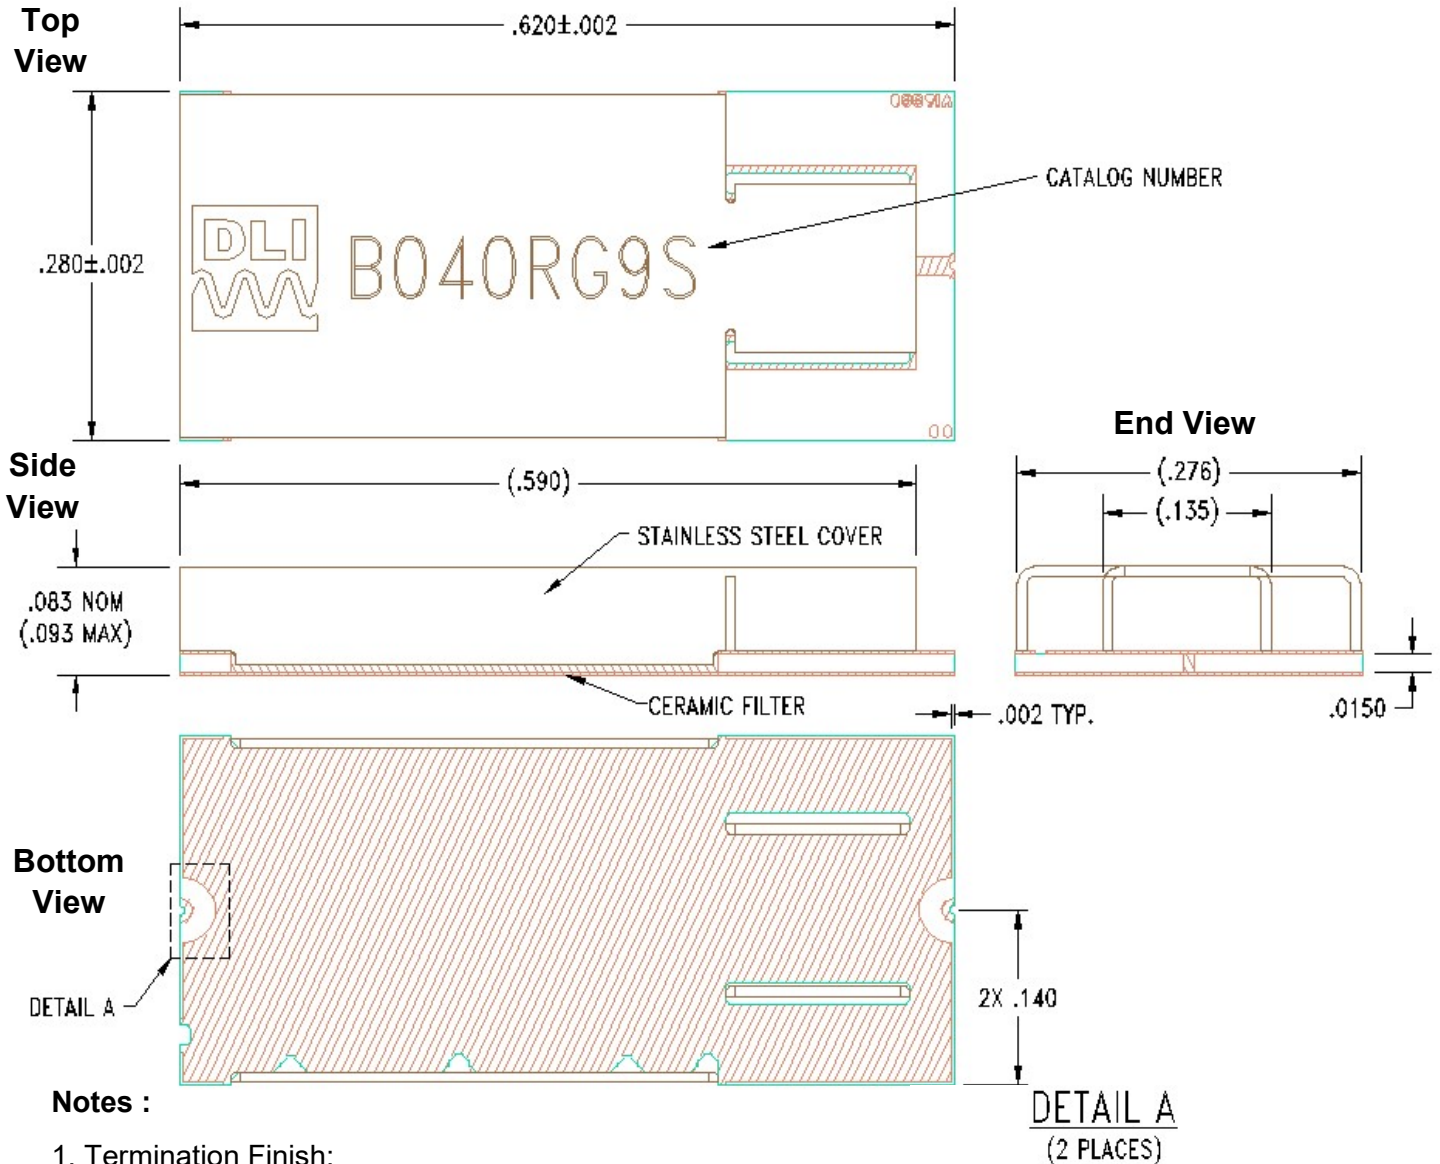 Top
View
.620±.002
.280±.002
DLI
B040RG9S
CATALOG NUMBER
00
Side
View
(.590)
STAINLESS STEEL COVER
.083 NOM
(.093 MAX)
CERAMIC FILTER
.002 TYP.
End View
(.276)
(.135)
.0150
Bottom
View
DETAIL A
2X .140
Notes :
DETAIL A
(2 PLACES)
1. Termination Finish: